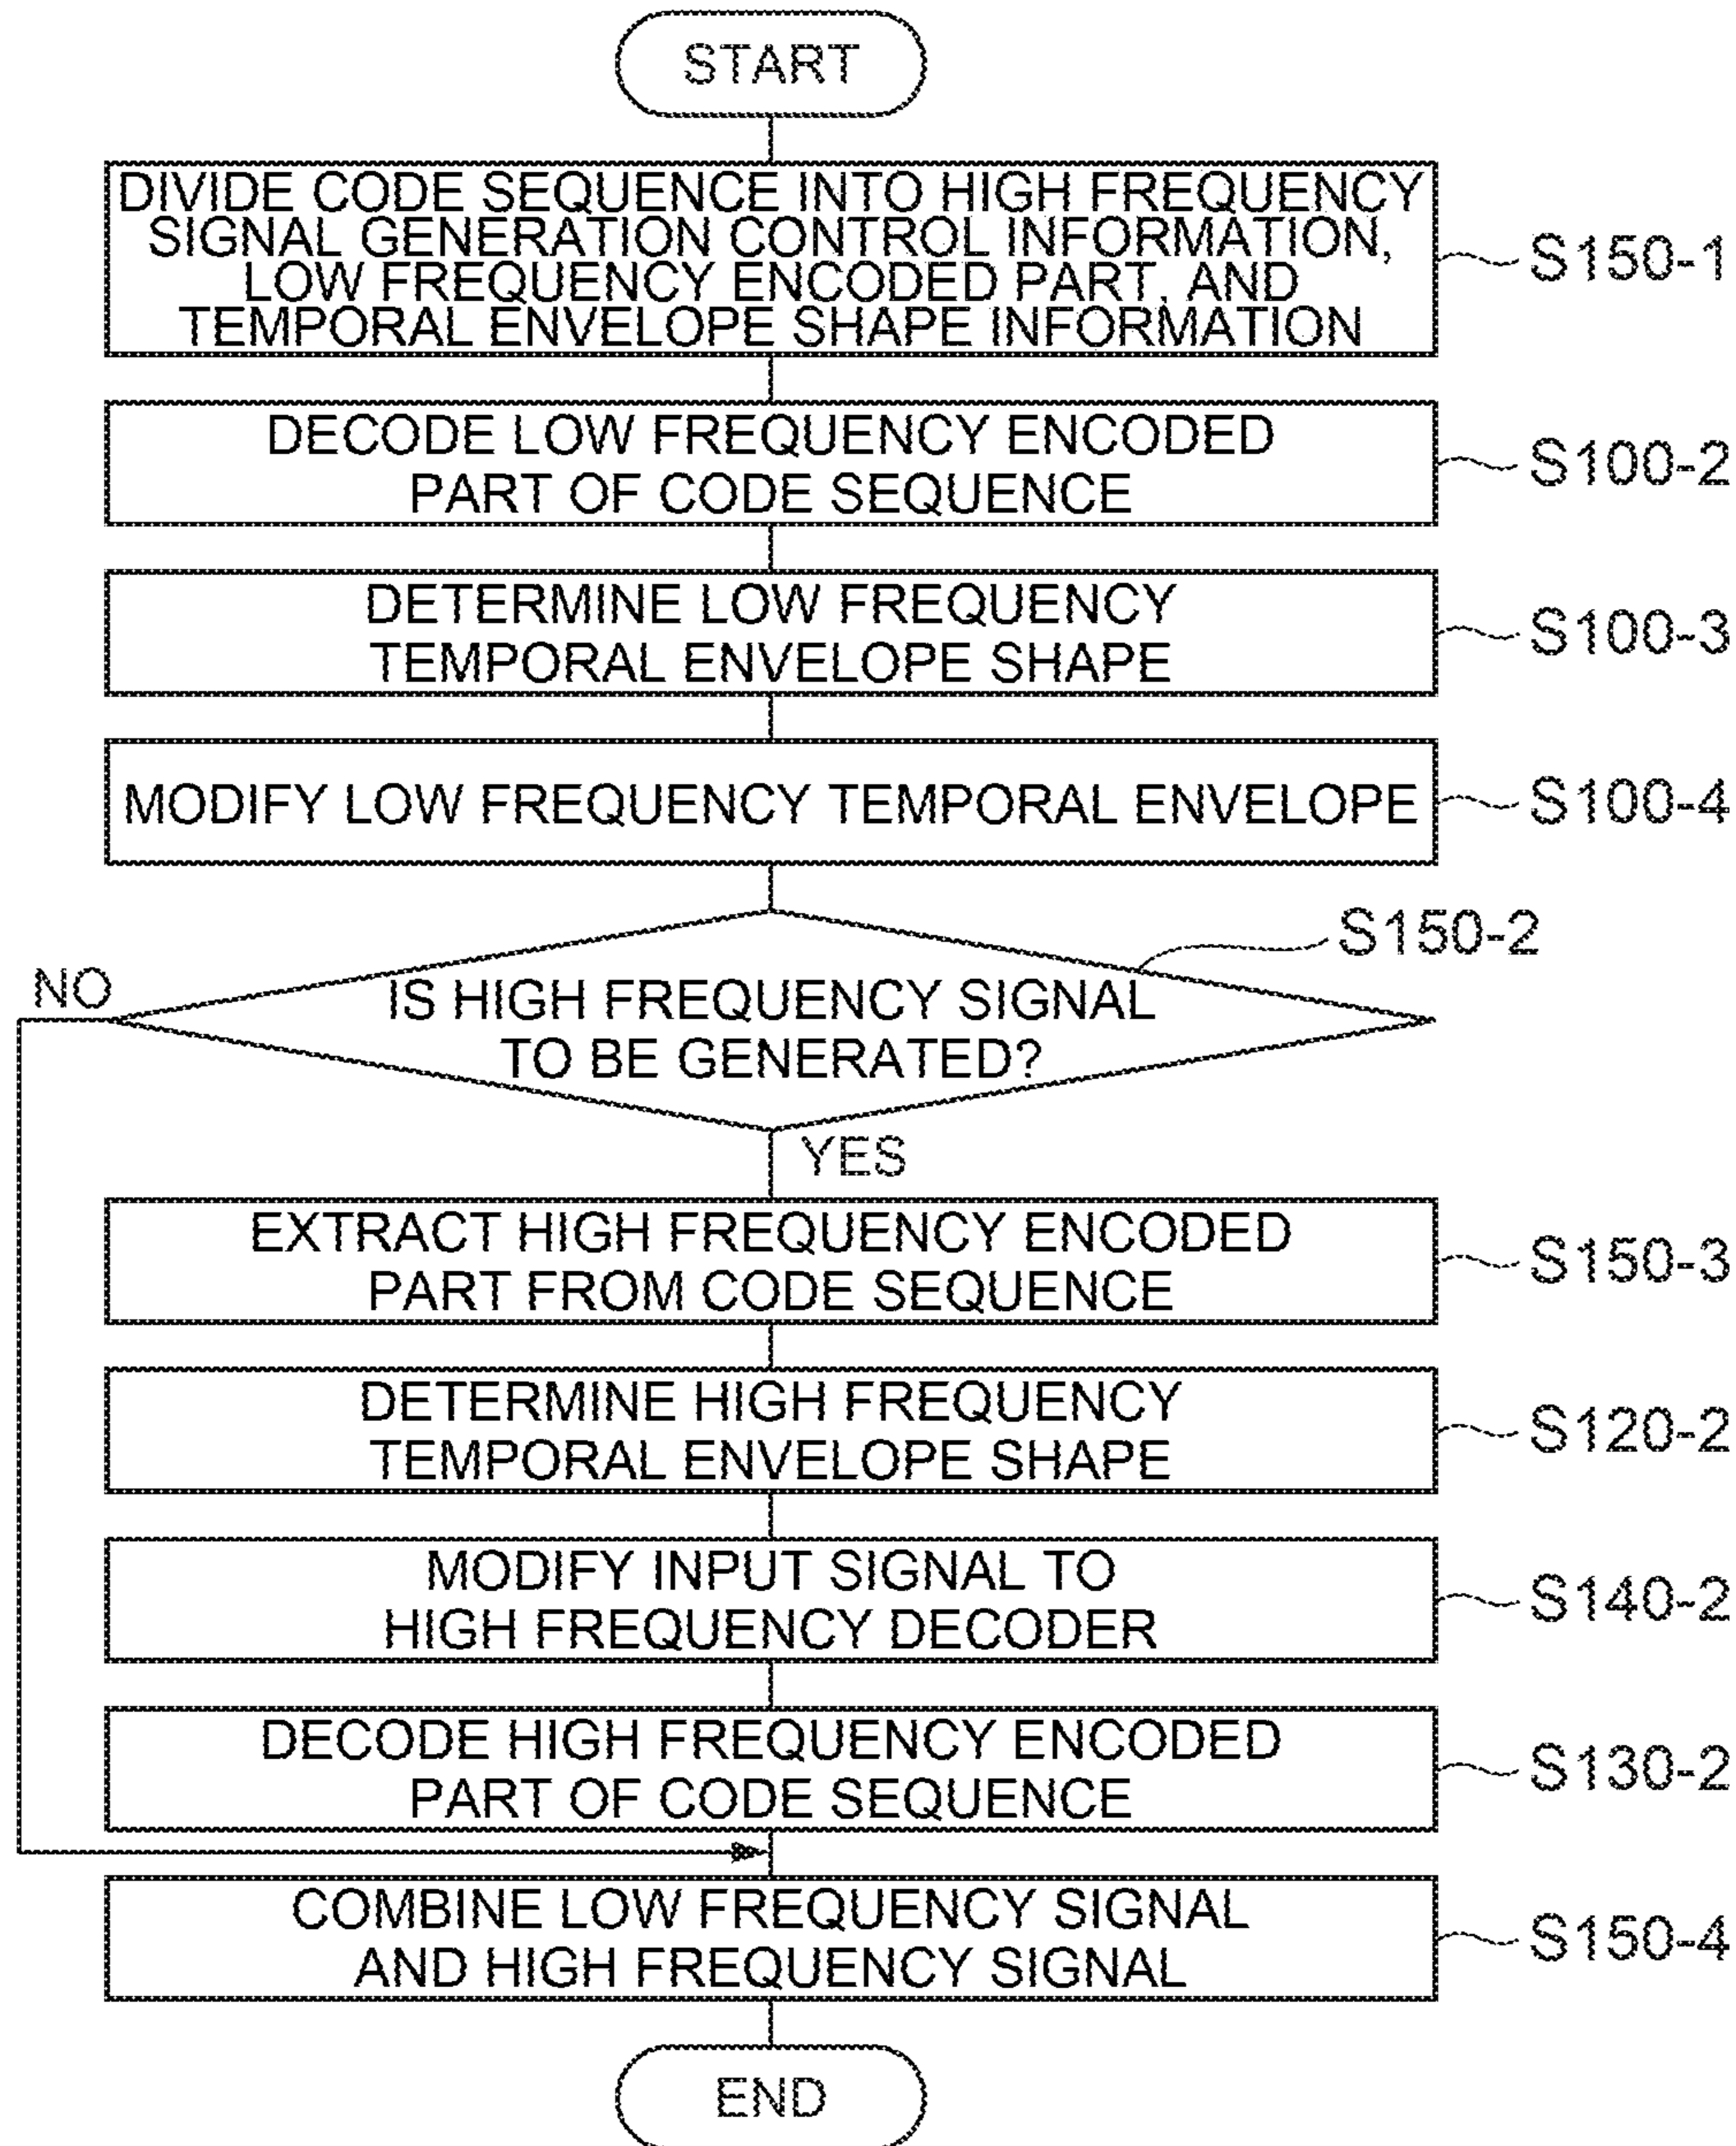 START
DIVIDE CODE SEQUENCE INTO HIGH FREQUENCY
SIGNAL GENERATION CONTROL INFORMATION,
LOW FREQUENCY ENCODED PART, AND
TEMPORAL ENVELOPE SHAPE INFORMATION
S150-1
DECODE LOW FREQUENCY ENCODED
PART OF CODE SEQUENCE
S100-2
DETERMINE LOW FREQUENCY
TEMPORAL ENVELOPE SHAPE
S100-3
MODIFY LOW FREQUENCY TEMPORAL ENVELOPE
S100-4
S150-2
NO
IS HIGH FREQUENCY SIGNAL
TO BE GENERATED?
YES
EXTRACT HIGH FREQUENCY ENCODED
PART FROM CODE SEQUENCE
S150-3
DETERMINE HIGH FREQUENCY
TEMPORAL ENVELOPE SHAPE
S120-2
MODIFY INPUT SIGNAL TO
HIGH FREQUENCY DECODER
S140-2
DECODE HIGH FREQUENCY ENCODED
PART OF CODE SEQUENCE
S130-2
COMBINE LOW FREQUENCY SIGNAL
AND HIGH FREQUENCY SIGNAL
S150-4
END